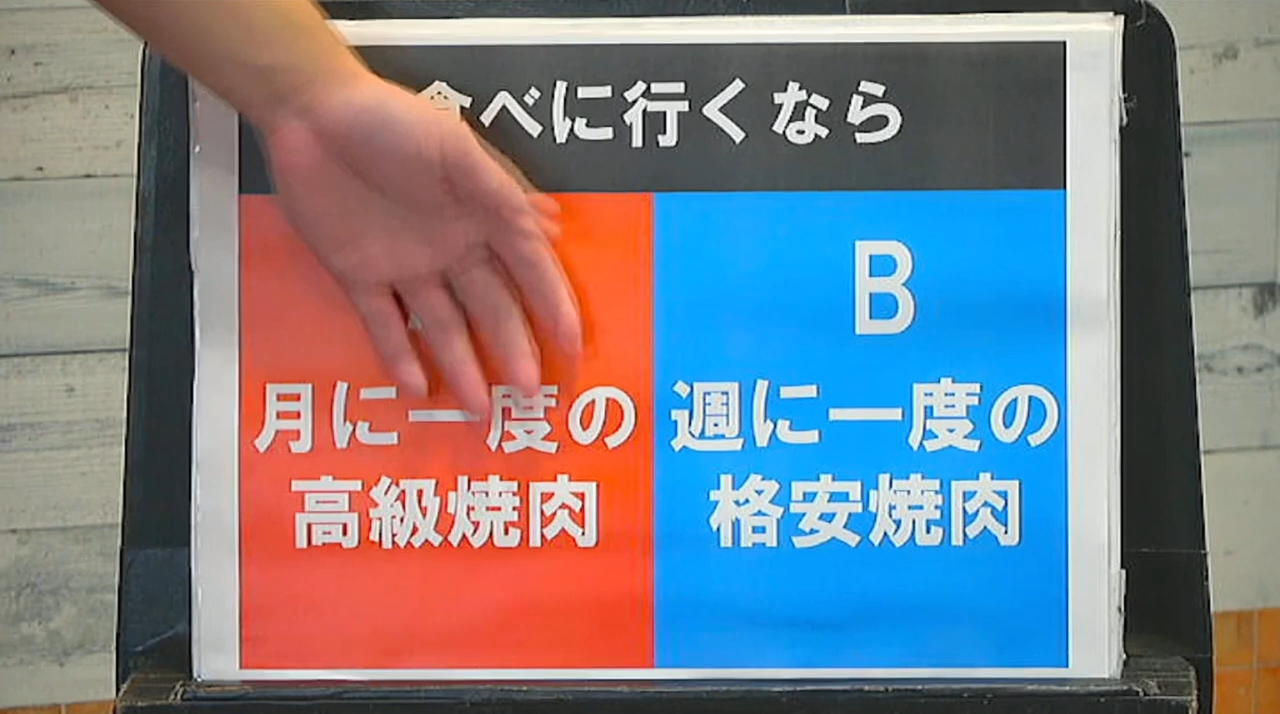 食べに行くなら
B
月に一度の
高級焼肉
週に一度の
格安焼肉